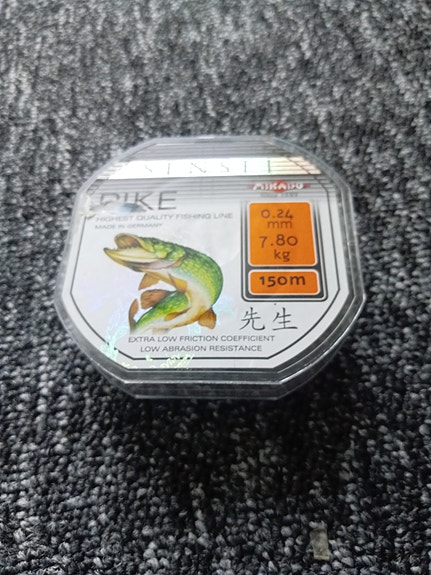 SENSEI
PIKE
HIGHEST QUALITY FISHING LINE
MADE IN GERMANY
MIKADO
0.24
mm
7.80
kg
150m
先生
EXTRA LOW FRICTION COEFFICIENT
LOW ABRASION RESISTANCE